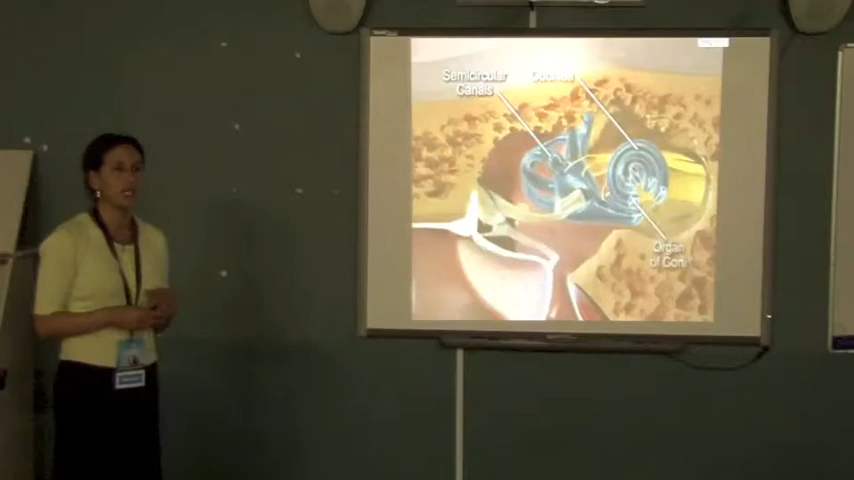 Semicircular
Canals
Cochlea
Organ
of Corti